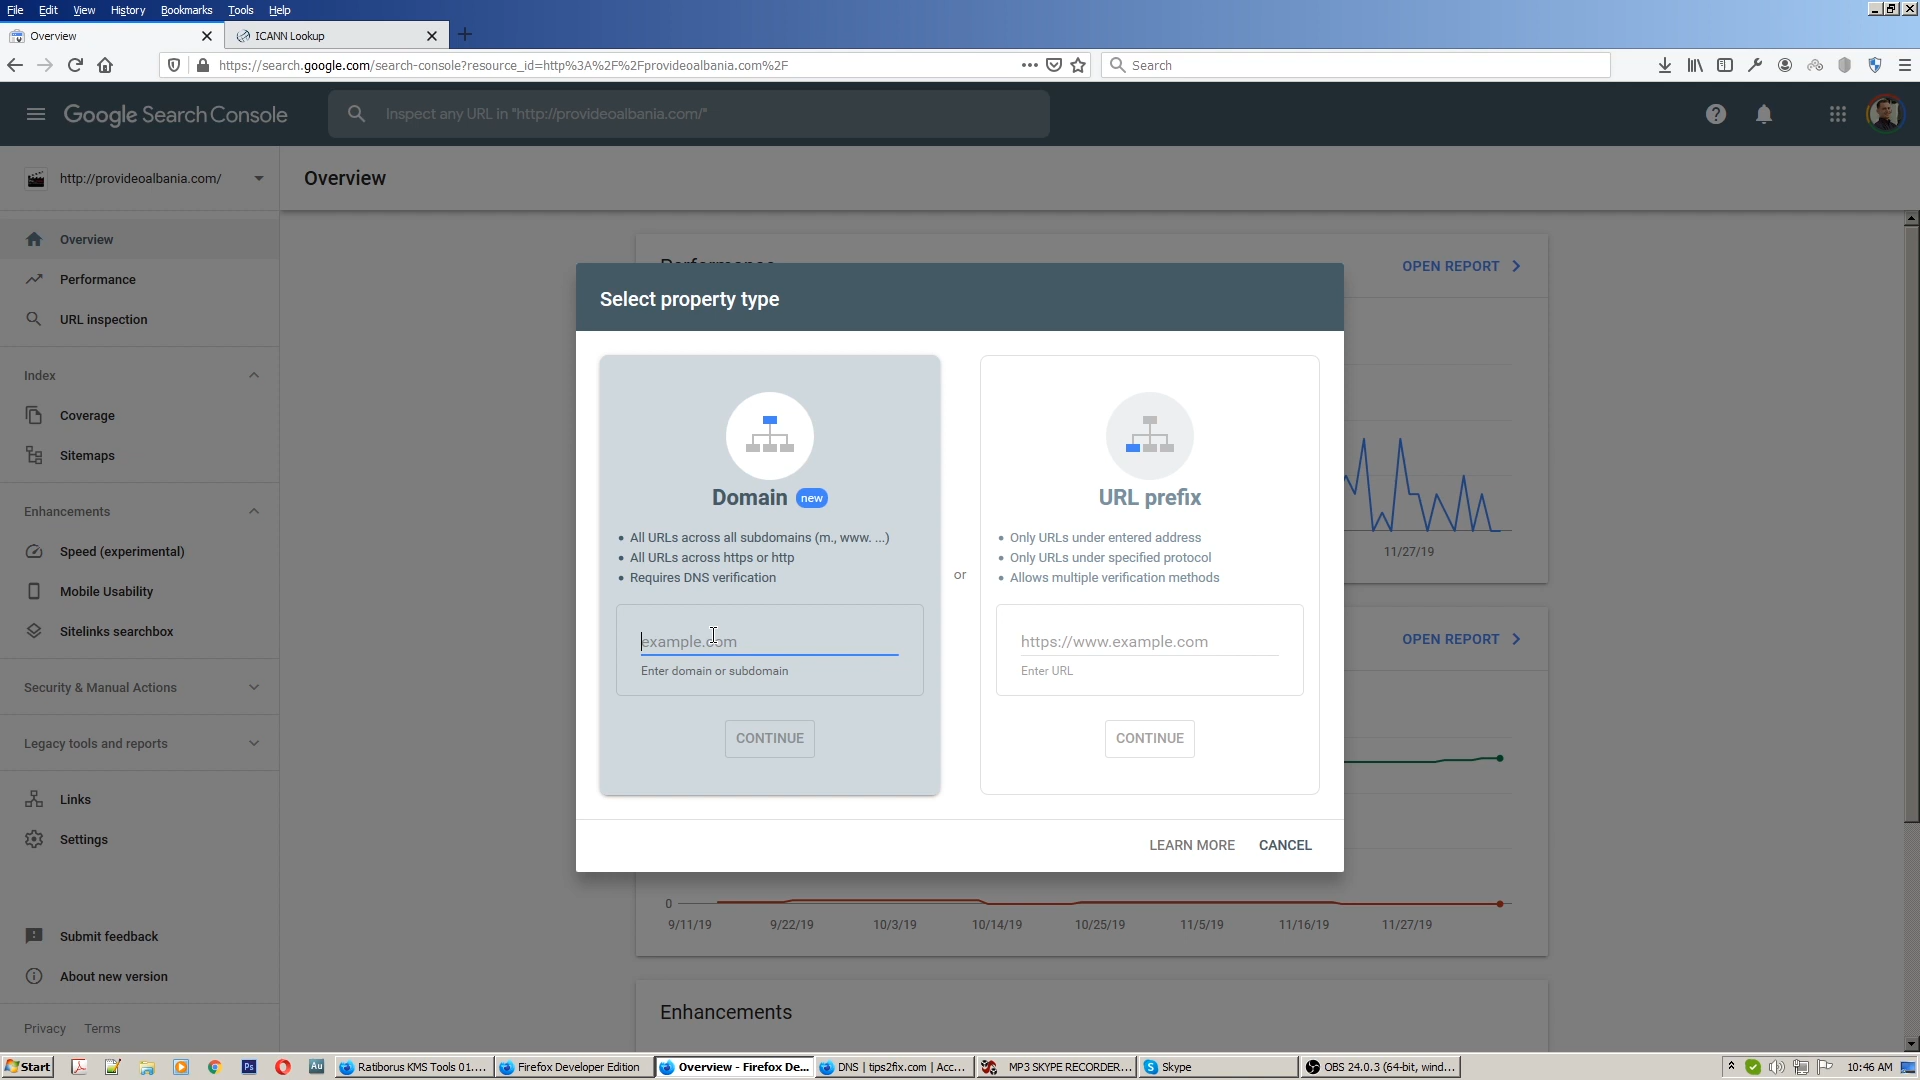 File Edit View History Bookmarks Tools Help
Overview
ICANN Lookup
https://search.google.com/search-console?resource_id=http%3A%2F%2Fprovideoalbania.com%2F
Search
Google Search Console
Inspect any URL in "http://provideoalbania.com/"
http://provideoalbania.com/
Overview
Overview
Performance
URL inspection
Index
Coverage
Sitemaps
Enhancements
Speed (experimental)
Mobile Usability
Sitelinks searchbox
Security & Manual Actions
Legacy tools and reports
Links
Settings
Submit feedback
About new version
Privacy Terms
OPEN REPORT
11/27/19
OPEN REPORT
Select property type
Domain new
• All URLs across all subdomains (m., www. ...)
• All URLs across https or http
• Requires DNS verification
example.com
Enter domain or subdomain
CONTINUE
or
URL prefix
• Only URLs under entered address
• Only URLs under specified protocol
• Allows multiple verification methods
https://www.example.com
Enter URL
CONTINUE
LEARN MORE CANCEL
0
9/11/19 9/22/19 10/3/19 10/14/19 10/25/19 11/5/19 11/16/19 11/27/19
Enhancements
Start
Ps
Au
Ratiborus KMS Tools 01....
Firefox Developer Edition
Overview - Firefox De...
DNS | tips2fix.com | Acc...
MP3 SKYPE RECORDER...
Skype
OBS 24.0.3 (64-bit, wind...
10:46 AM